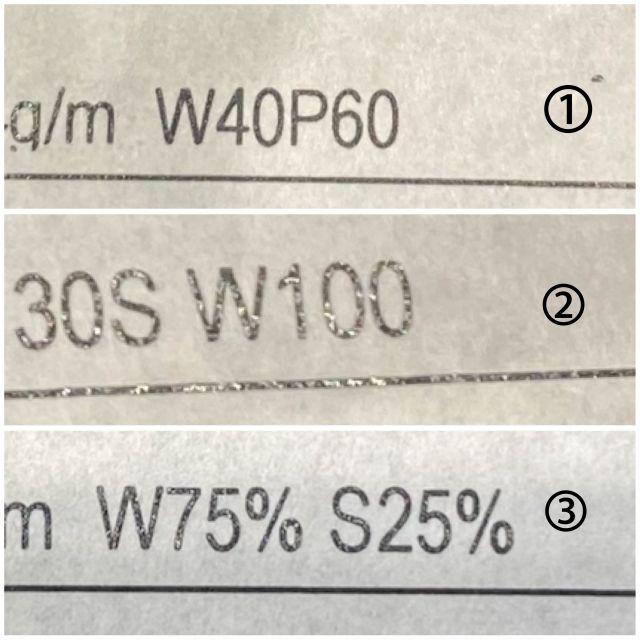 q/m W40P60 ①
30S W100 ②
m W75% S25% ③